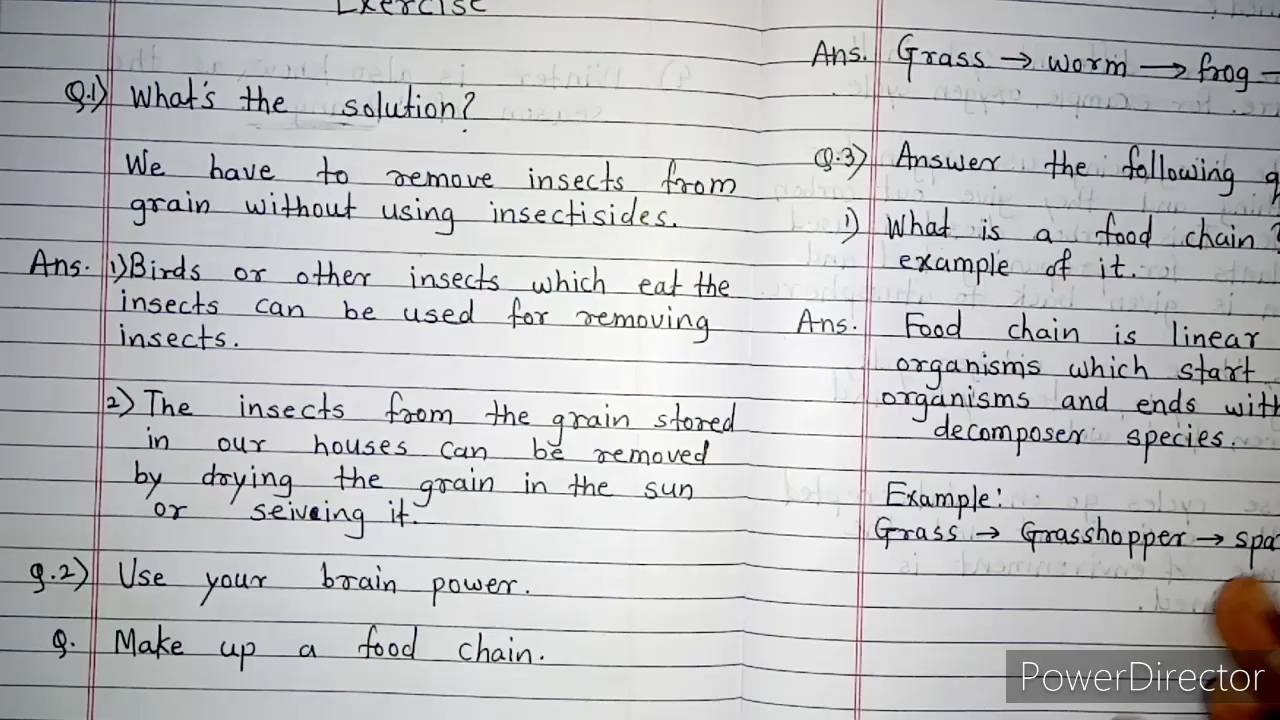 Exercise
Q.1) What's the solution?
We have to remove insects from
grain without using insectisides.
Ans. 1) Birds or other insects which eat the
insects can be used for removing
insects.
2) The insects from the grain stored
in our houses can be removed
by drying the grain in the sun
or seiveing it.
Q.2) Use your brain power.
Q. Make up a food chain.
Ans. Grass → worm → frog →
Q.3) Answer the following
i) What is a food chain?
example of it.
Ans. Food chain is linear
organisms which start
organisms and ends with
decomposer species.
Example:
Grass → Grasshopper → spa
PowerDirector